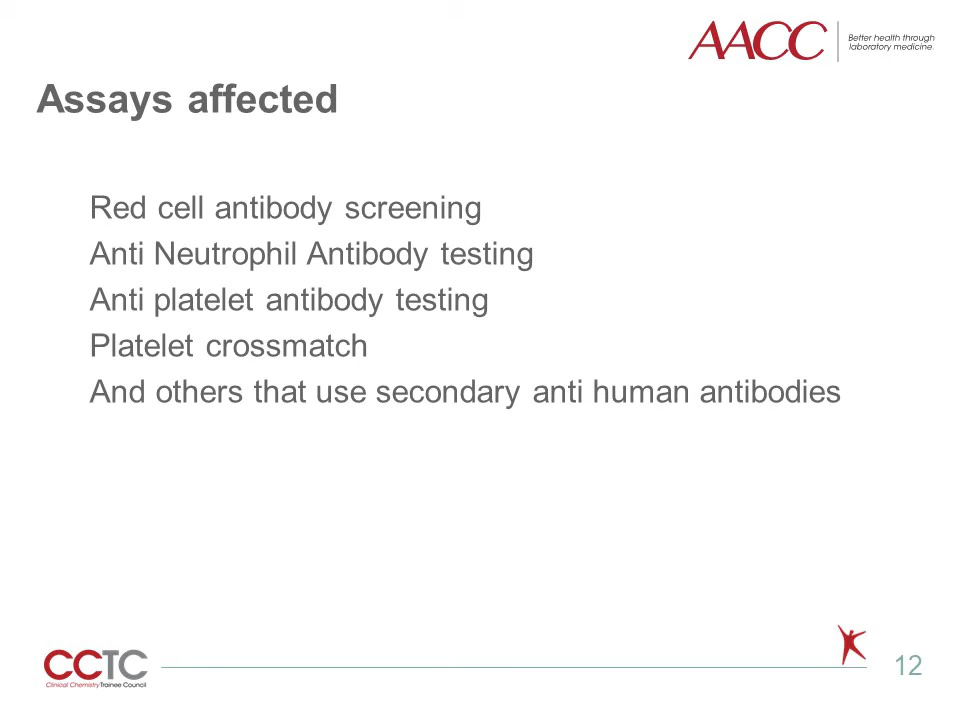 AACC
Better health through
laboratory medicine.
Assays affected
Red cell antibody screening
Anti Neutrophil Antibody testing
Anti platelet antibody testing
Platelet crossmatch
And others that use secondary anti human antibodies
CCTC
Clinical Chemistry Trainee Council
12